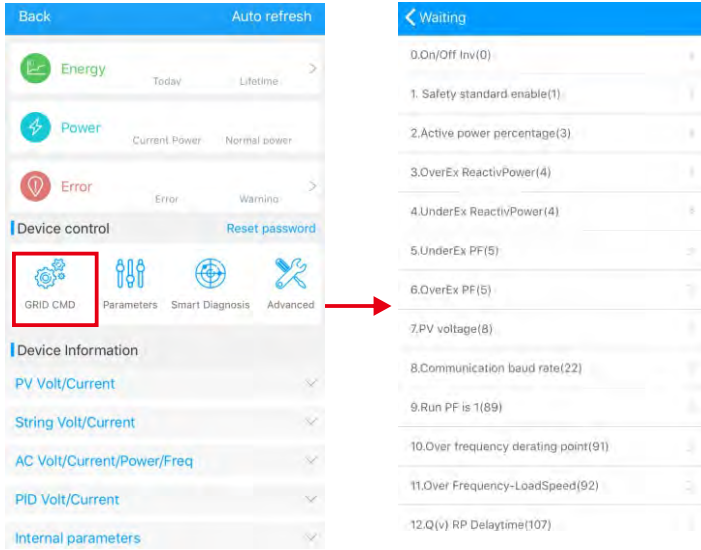 Back Auto refresh
Energy
Today Lifetime
Power
Current Power Normal power
Error
Error Warning
Device control Reset password
GRID CMD Parameters Smart Diagnosis Advanced
Device Information
PV Volt/Current
String Volt/Current
AC Volt/Current/Power/Freq
PID Volt/Current
Internal parameters
Waiting
0.On/Off Inv(0)
1. Safety standard enable(1)
2.Active power percentage(3)
3.OverEx ReactivPower(4)
4.UnderEx ReactivPower(4)
5.UnderEx PF(5)
6.OverEx PF(5)
7.PV voltage(8)
8.Communication baud rate(22)
9.Run PF is 1(89)
10.Over frequency derating point(91)
11.Over Frequency-LoadSpeed(92)
12.Q(v) RP Delaytime(107)